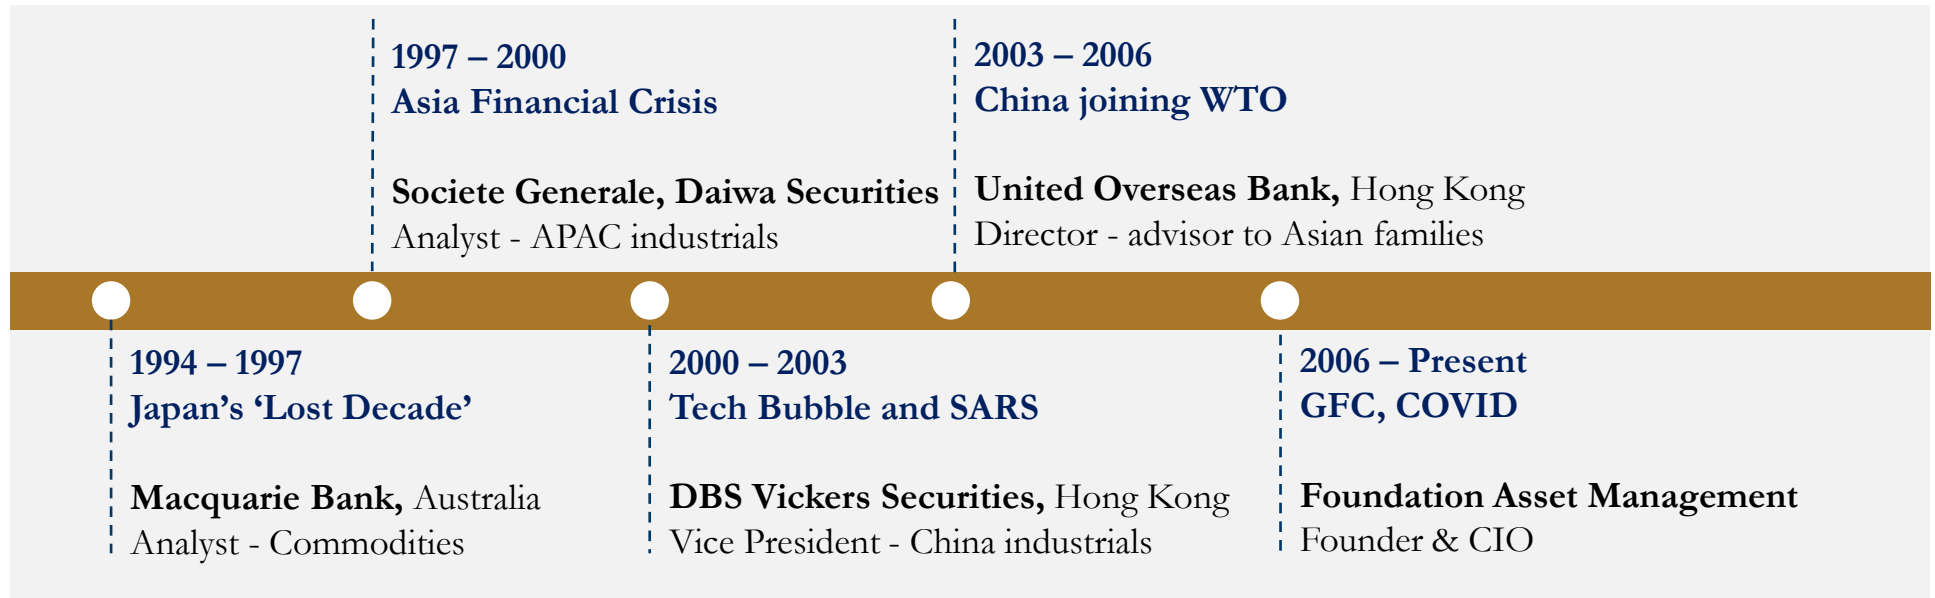 1997 – 2000
Asia Financial Crisis
Societe Generale, Daiwa Securities
Analyst - APAC industrials
2003 – 2006
China joining WTO
United Overseas Bank, Hong Kong
Director - advisor to Asian families
1994 – 1997
Japan’s ‘Lost Decade’
Macquarie Bank, Australia
Analyst - Commodities
2000 – 2003
Tech Bubble and SARS
DBS Vickers Securities, Hong Kong
Vice President - China industrials
2006 – Present
GFC, COVID
Foundation Asset Management
Founder & CIO